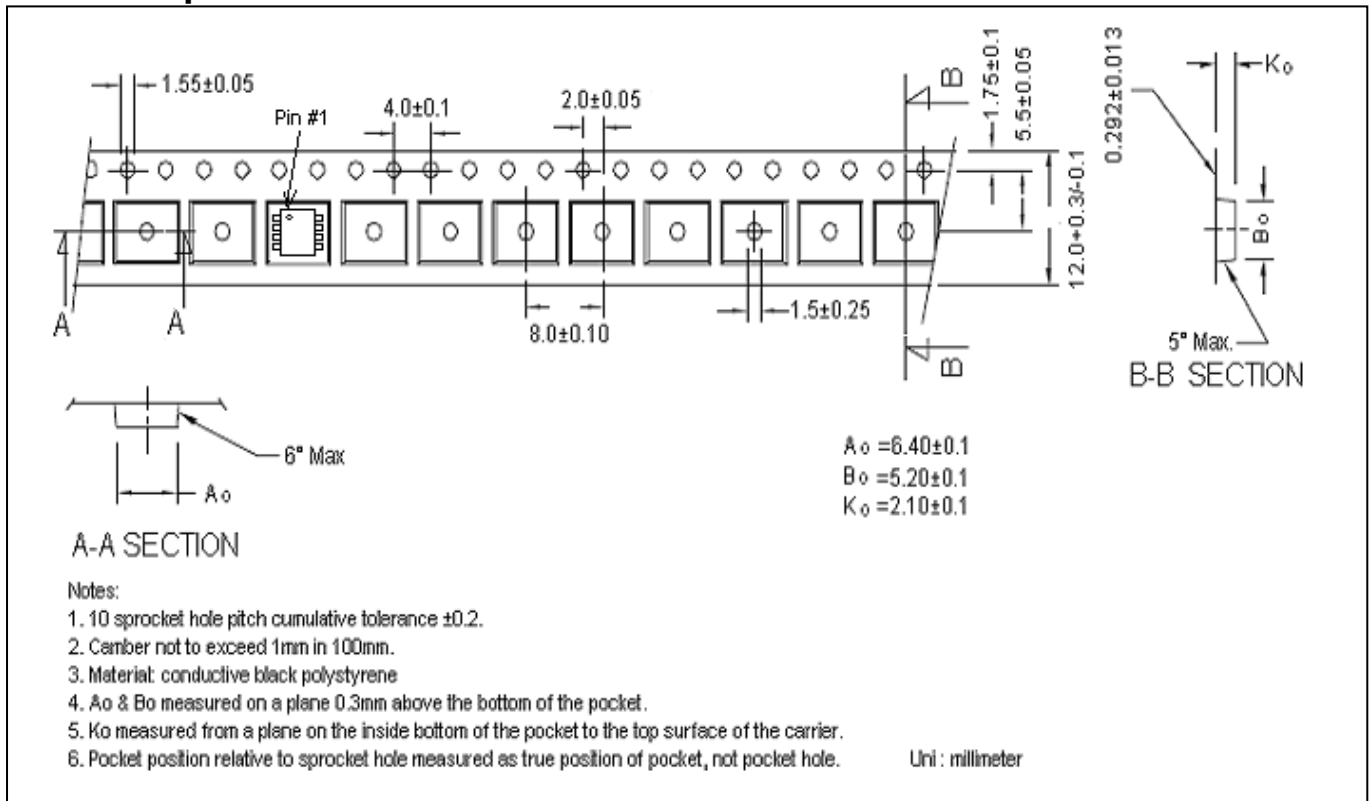 1.55±0.05
Pin #1
4.0±0.1
2.0±0.05
B
1.75±0.1
5.5±0.05
12.0+0.3/-0.1
0.292±0.013
Ko
Bo
5° Max.
B-B SECTION
A
A
8.0±0.10
1.5±0.25
B
6° Max
Ao
A-A SECTION
Ao =6.40±0.1
Bo =5.20±0.1
Ko =2.10±0.1
Notes:
1. 10 sprocket hole pitch cumulative tolerance ±0.2.
2. Camber not to exceed 1mm in 100mm.
3. Material: conductive black polystyrene
4. Ao & Bo measured on a plane 0.3mm above the bottom of the pocket.
5. Ko measured from a plane on the inside bottom of the pocket to the top surface of the carrier.
6. Pocket position relative to sprocket hole measured as true position of pocket, not pocket hole.
Uni : millimeter